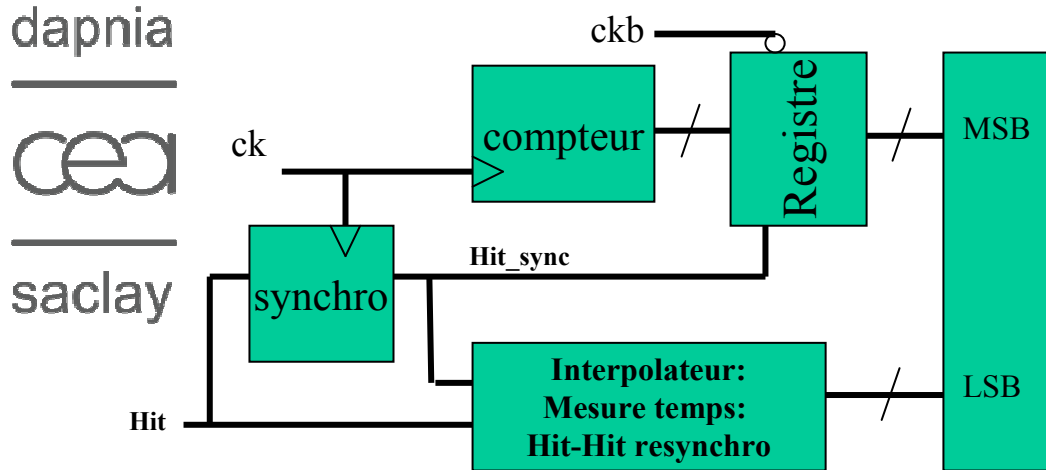 dapnia
cea
saclay
ckb
ck
compteur
Registre
MSB
synchro
Hit_sync
Interpolateur:
Mesure temps:
Hit-Hit resynchro
LSB
Hit